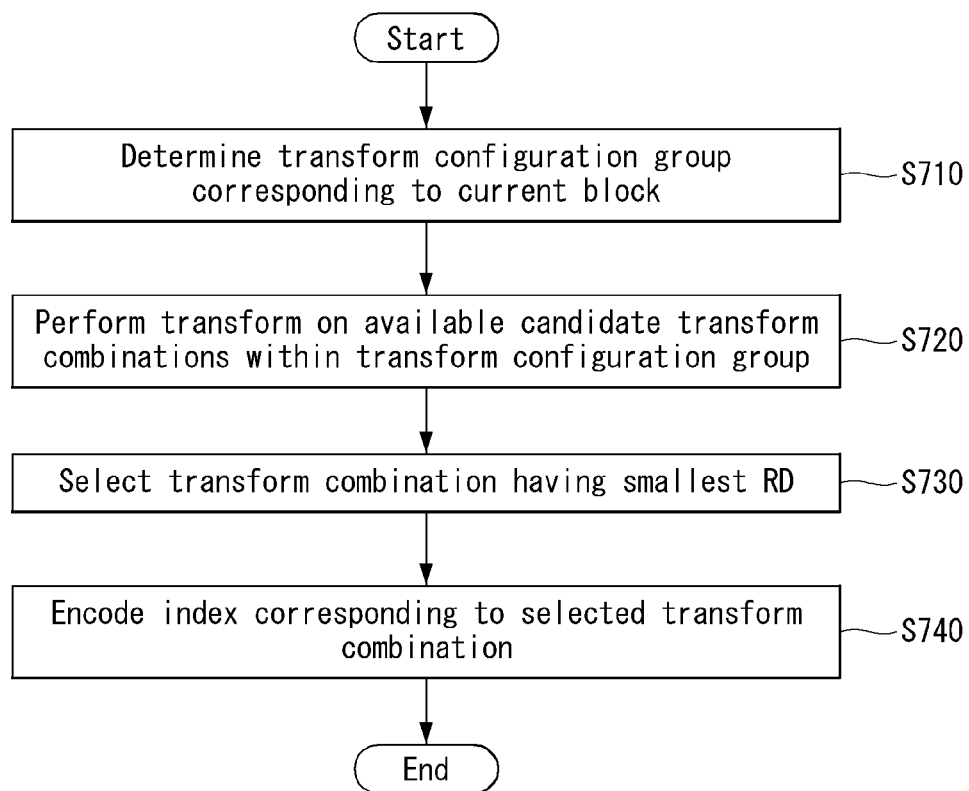 Start
Determine transform configuration group
corresponding to current block
S710
Perform transform on available candidate transform
combinations within transform configuration group
S720
Select transform combination having smallest RD
S730
Encode index corresponding to selected transform
combination
S740
End